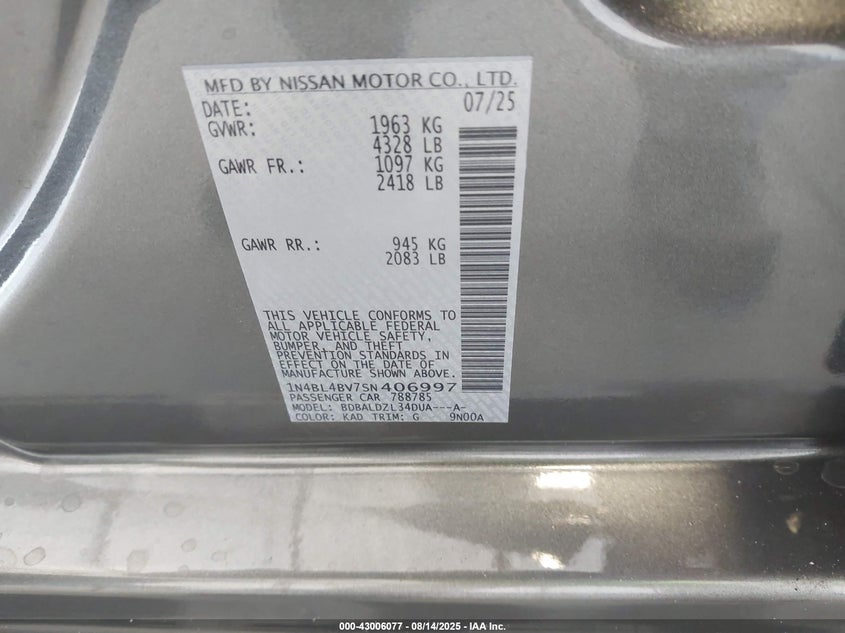 MFD BY NISSAN MOTOR CO., LTD.
DATE: 07/25
GVWR: 1963 KG
4328 LB
GAWR FR.: 1097 KG
2418 LB
GAWR RR.: 945 KG
2083 LB
THIS VEHICLE CONFORMS TO
ALL APPLICABLE FEDERAL
MOTOR VEHICLE SAFETY,
BUMPER, AND THEFT
PREVENTION STANDARDS IN
EFFECT ON THE DATE OF
MANUFACTURE SHOWN ABOVE.
1N4BL4BV7SN406997
PASSENGER CAR 788785
MODEL: BDBALDZL34DUA---A-
COLOR: KAD TRIM: G 9N00A
000-43006077 - 08/14/2025 - IAA Inc.